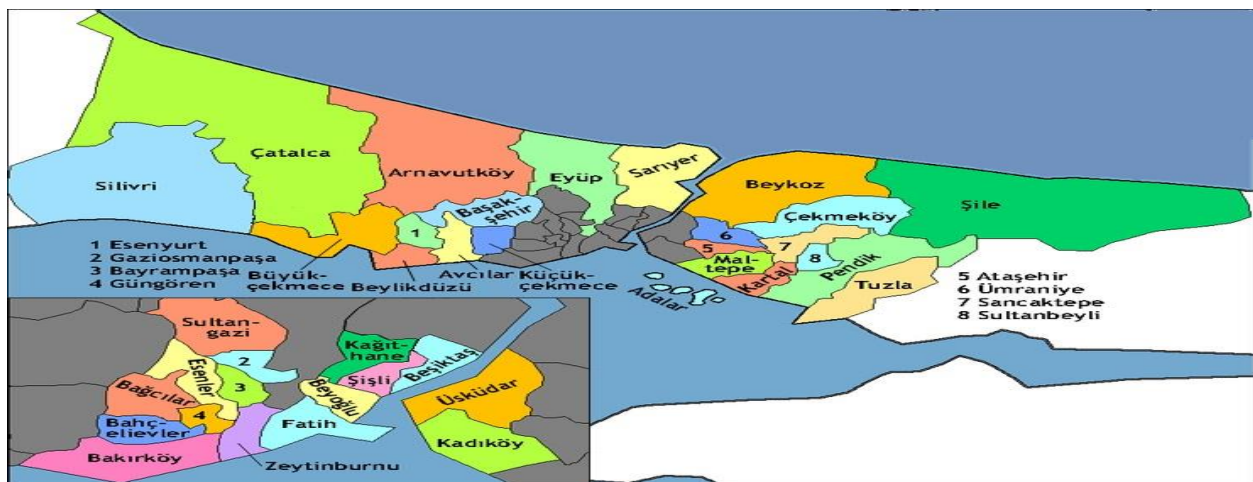 Çatalca
Silivri
Arnavutköy
Eyüp
Sarıyer
Başak-
şehir
Beykoz
Çekmeköy
Şile
1
6
5
7
8
Mal-
tepe
Kartal
Pendik
Tuzla
Adalar
Büyük-
çekmece
Beylikdüzü
Avcılar
Küçük-
çekmece
1 Esenyurt
2 Gaziosmanpaşa
3 Bayrampaşa
4 Güngören
5 Ataşehir
6 Ümraniye
7 Sancaktepe
8 Sultanbeyli
Sultan-
gazi
2
Esenler
3
Bağcılar
4
Bahç-
elievler
Bakırköy
Zeytinburnu
Fatih
Kağıt-
hane
Şişli
Beşiktaş
Beyoğlu
Üsküdar
Kadıköy